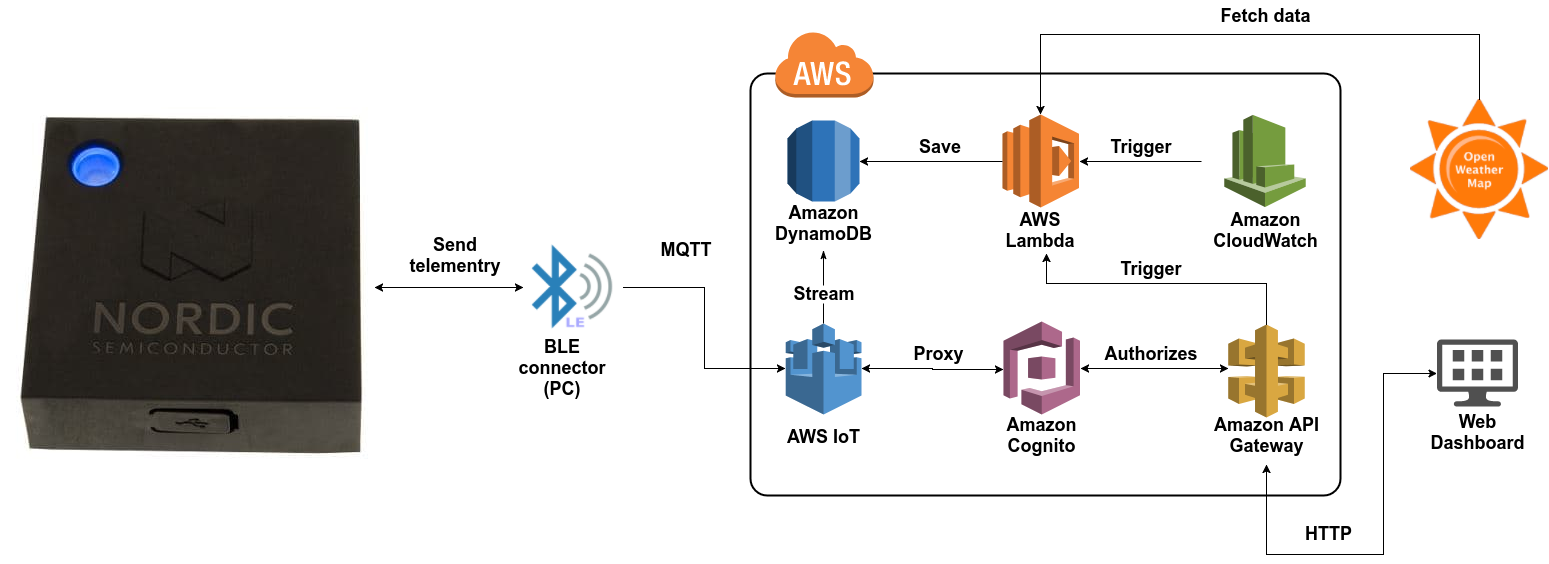 Fetch data
AWS
Save
Trigger
Open
Weather
Map
Amazon
DynamoDB
AWS
Lambda
Amazon
CloudWatch
Send
telementry
MQTT
Trigger
NORDIC
SEMICONDUCTOR
LE
Stream
BLE
connector
(PC)
Proxy
Authorizes
AWS IoT
Amazon
Cognito
Amazon API
Gateway
Web
Dashboard
HTTP